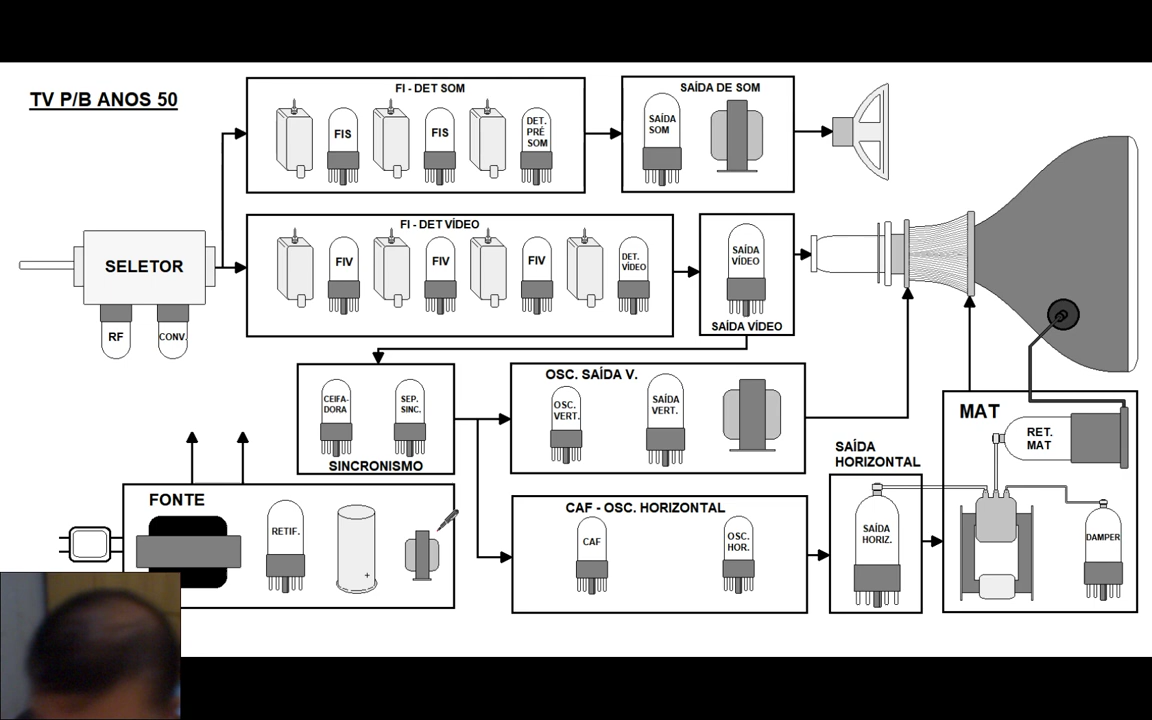 TV P/B ANOS 50
FI - DET SOM
FIS
FIS
DET.
PRÉ
SOM
SAÍDA DE SOM
SAÍDA
SOM
SELETOR
RF
CONV.
FI - DET VÍDEO
FIV
FIV
FIV
DET.
VÍDEO
SAÍDA
VÍDEO
SAÍDA VÍDEO
CEIFA-
DORA
SEP.
SINC.
SINCRONISMO
OSC. SAÍDA V.
OSC.
VERT.
SAÍDA
VERT.
MAT
RET.
MAT
DAMPER
SAÍDA
HORIZONTAL
SAÍDA
HORIZ.
FONTE
RETIF.
+
CAF - OSC. HORIZONTAL
CAF
OSC.
HOR.